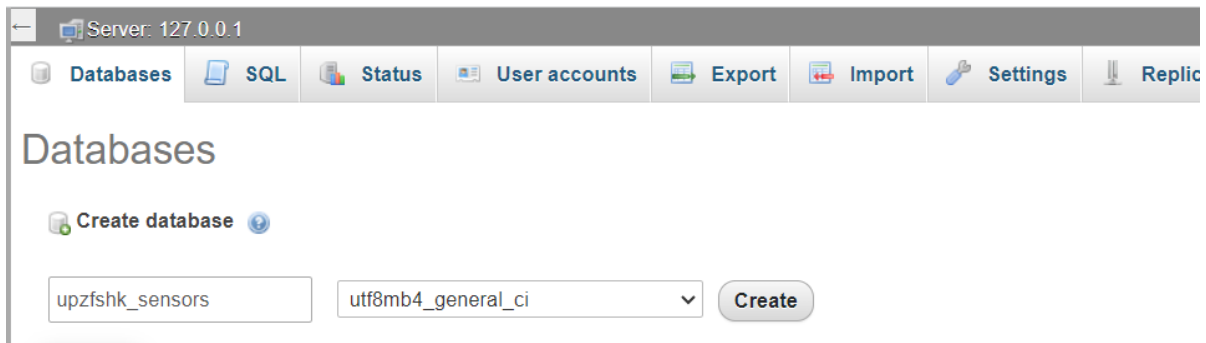 ← Server: 127.0.0.1
Databases SQL Status User accounts Export Import Settings Replic
Databases
Create database
upzfshk_sensors utf8mb4_general_ci Create